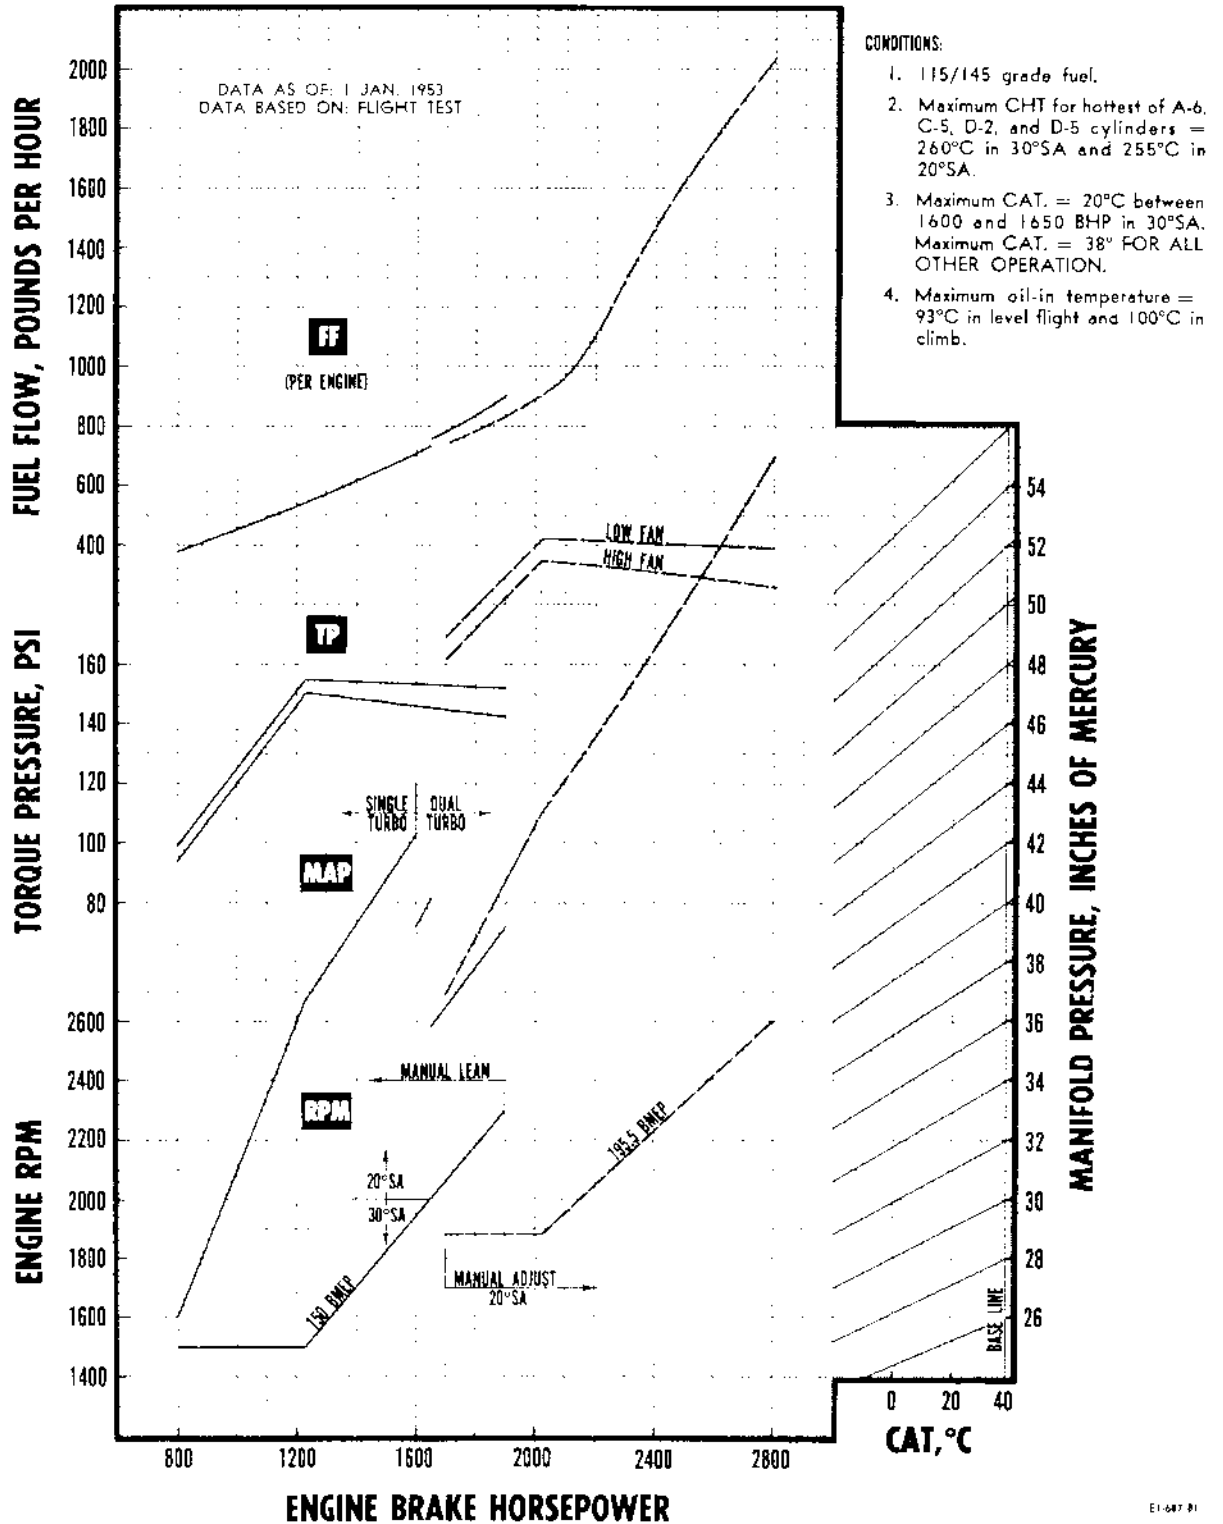 DATA AS OF: 1 JAN. 1953
DATA BASED ON: FLIGHT TEST
CONDITIONS:
1. 115/145 grade fuel.
2. Maximum CHT for hottest of A-6,
C-5, D-2, and D-5 cylinders =
260°C in 30°SA and 255°C in
20°SA.
3. Maximum CAT. = 20°C between
1600 and 1650 BHP in 30°SA.
Maximum CAT. = 38° FOR ALL
OTHER OPERATION.
4. Maximum oil-in temperature =
93°C in level flight and 100°C in
climb.
FUEL FLOW, POUNDS PER HOUR
2000
1800
1600
1400
1200
1000
800
600
400
FF
(PER ENGINE)
TORQUE PRESSURE, PSI
160
140
120
100
80
TP
LOW FAN
HIGH FAN
SINGLE TURBO
DUAL TURBO
MAP
ENGINE RPM
2600
2400
2200
2000
1800
1600
1400
MANUAL LEAN
RPM
20°SA
30°SA
150 BMEP
195.5 BMEP
MANUAL ADJUST
20°SA
MANIFOLD PRESSURE, INCHES OF MERCURY
54
52
50
48
46
44
42
40
38
36
34
32
30
28
26
BASE LINE
0 20 40
CAT,°C
800 1200 1600 2000 2400 2800
ENGINE BRAKE HORSEPOWER